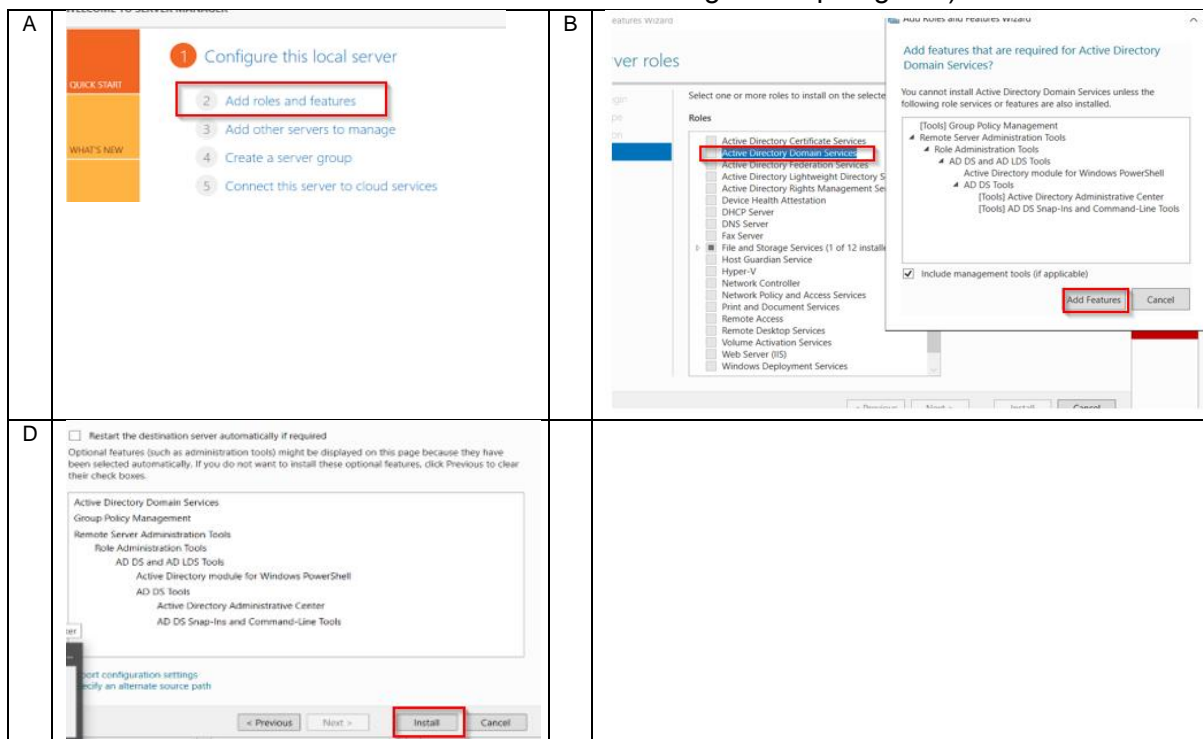 A
WELCOME TO SERVER MANAGER
QUICK START
WHAT'S NEW
1 Configure this local server
2 Add roles and features
3 Add other servers to manage
4 Create a server group
5 Connect this server to cloud services
B
eatures Wizard
ver roles
Select one or more roles to install on the selecte
Roles
Active Directory Certificate Services
Active Directory Domain Services
Active Directory Federation Services
Active Directory Lightweight Directory S
Active Directory Rights Management Se
Device Health Attestation
DHCP Server
DNS Server
Fax Server
File and Storage Services (1 of 12 installe
Host Guardian Service
Hyper-V
Network Controller
Network Policy and Access Services
Print and Document Services
Remote Access
Remote Desktop Services
Volume Activation Services
Web Server (IIS)
Windows Deployment Services
< Previous Next > Install Cancel
Add Roles and Features Wizard
Add features that are required for Active Directory
Domain Services?
You cannot install Active Directory Domain Services unless the
following role services or features are also installed.
[Tools] Group Policy Management
Remote Server Administration Tools
Role Administration Tools
AD DS and AD LDS Tools
Active Directory module for Windows PowerShell
AD DS Tools
[Tools] Active Directory Administrative Center
[Tools] AD DS Snap-Ins and Command-Line Tools
Include management tools (if applicable)
Add Features Cancel
D
Restart the destination server automatically if required
Optional features (such as administration tools) might be displayed on this page because they have
been selected automatically. If you do not want to install these optional features, click Previous to clear
their check boxes.
Active Directory Domain Services
Group Policy Management
Remote Server Administration Tools
Role Administration Tools
AD DS and AD LDS Tools
Active Directory module for Windows PowerShell
AD DS Tools
Active Directory Administrative Center
AD DS Snap-Ins and Command-Line Tools
port configuration settings
ecify an alternate source path
< Previous Next > Install Cancel